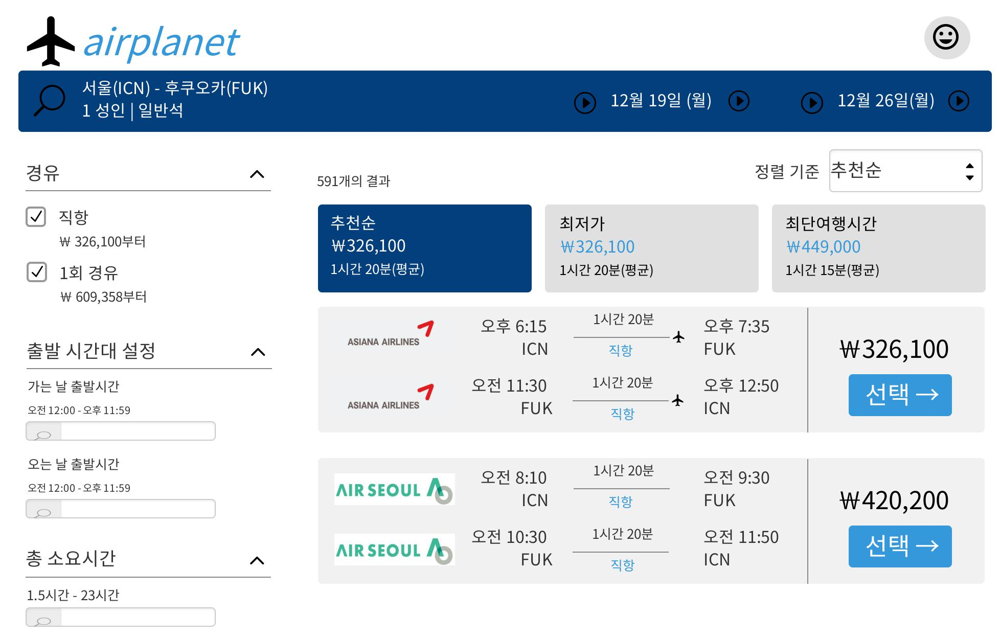 airplanet
서울(ICN) - 후쿠오카(FUK)
1 성인 | 일반석
12월 19일 (월)
12월 26일(월)
경유
직항
₩ 326,100부터
1회 경유
₩ 609,358부터
출발 시간대 설정
가는 날 출발시간
오전 12:00 - 오후 11:59
오는 날 출발시간
오전 12:00 - 오후 11:59
총 소요시간
1.5시간 - 23시간
591개의 결과
정렬 기준
추천순
추천순
₩326,100
1시간 20분(평균)
최저가
₩326,100
1시간 20분(평균)
최단여행시간
₩449,000
1시간 15분(평균)
ASIANA AIRLINES
오후 6:15
ICN
1시간 20분
직항
오후 7:35
FUK
ASIANA AIRLINES
오전 11:30
FUK
1시간 20분
직항
오후 12:50
ICN
₩326,100
선택 →
AIR SEOUL
오전 8:10
ICN
1시간 20분
직항
오전 9:30
FUK
AIR SEOUL
오전 10:30
FUK
1시간 20분
직항
오전 11:50
ICN
₩420,200
선택 →